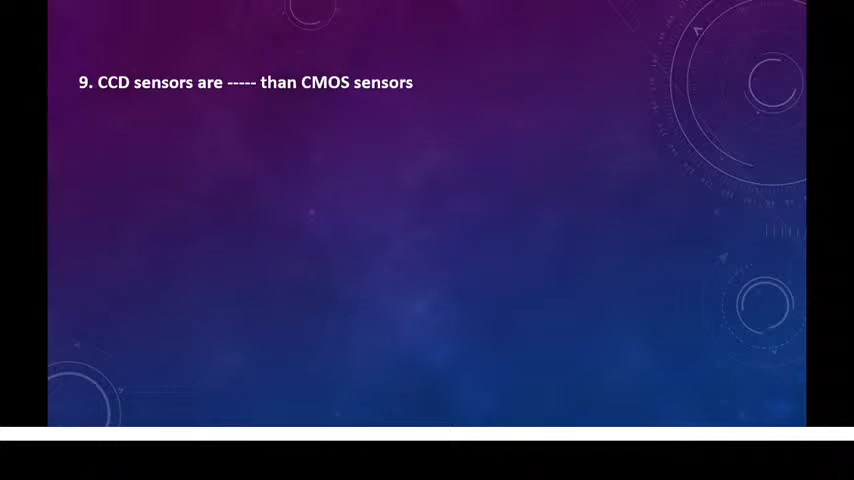 9. CCD sensors are ----- than CMOS sensors